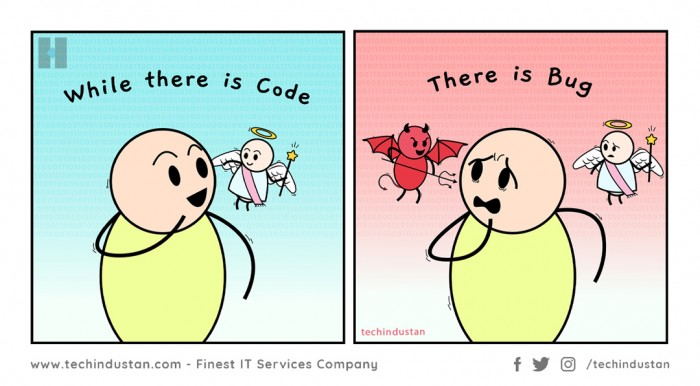 While there is Code
There is Bug
techindustan
www.techindustan.com - Finest IT Services Company
/techindustan